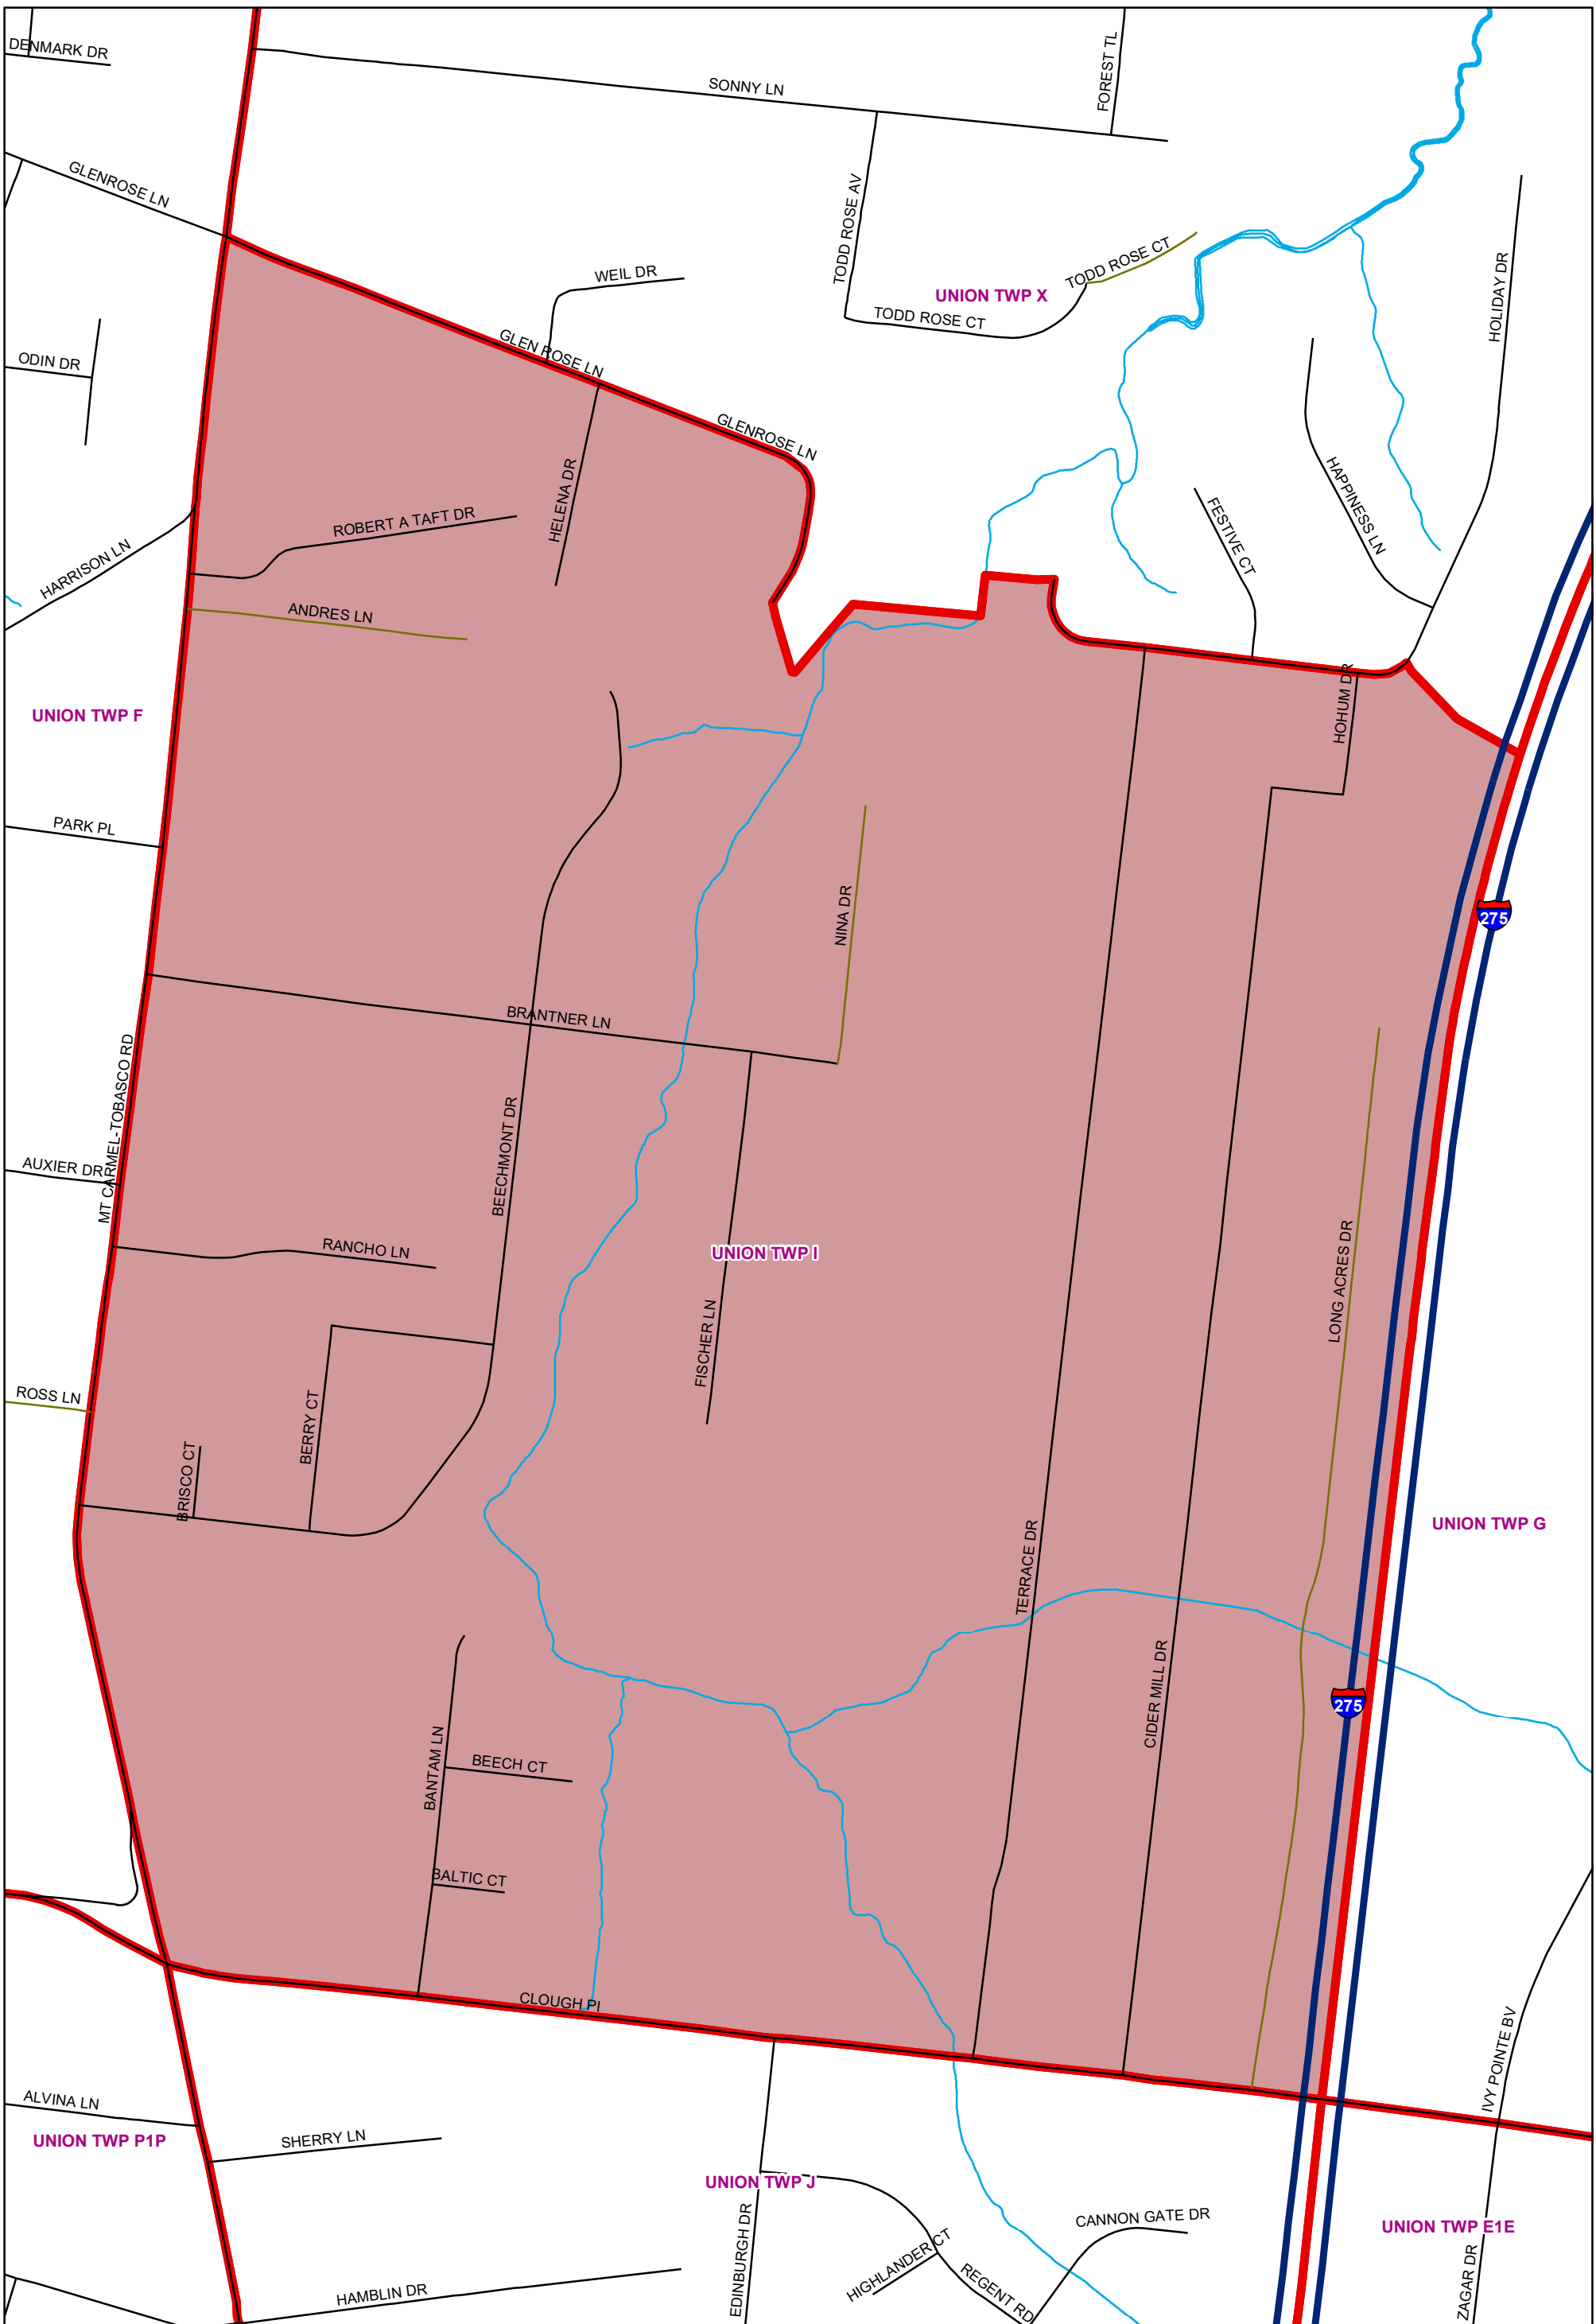 DENMARK DR
SONNY LN
FOREST TL
GLENROSE LN
TODD ROSE AV
TODD ROSE CT
WEIL DR
UNION TWP X
TODD ROSE CT
HOLIDAY DR
GLEN ROSE LN
ODIN DR
GLENROSE LN
HELENA DR
HAPPINESS LN
ROBERT A TAFT DR
FESTIVE CT
HARRISON LN
ANDRES LN
HOHUM DR
UNION TWP F
PARK PL
NINA DR
275
BRANTNER LN
MT CARMEL-TOBASCO RD
BEECHMONT DR
AUXIER DR
RANCHO LN
UNION TWP I
LONG ACRES DR
FISCHER LN
ROSS LN
BERRY CT
BRISCO CT
UNION TWP G
TERRACE DR
CIDER MILL DR
275
BANTAM LN
BEECH CT
BALTIC CT
CLOUGH PI
IVY POINTE BV
ALVINA LN
UNION TWP P1P
SHERRY LN
UNION TWP J
EDINBURGH DR
CANNON GATE DR
UNION TWP E1E
HIGHLANDER CT
REGENT RD
ZAGAR DR
HAMBLIN DR